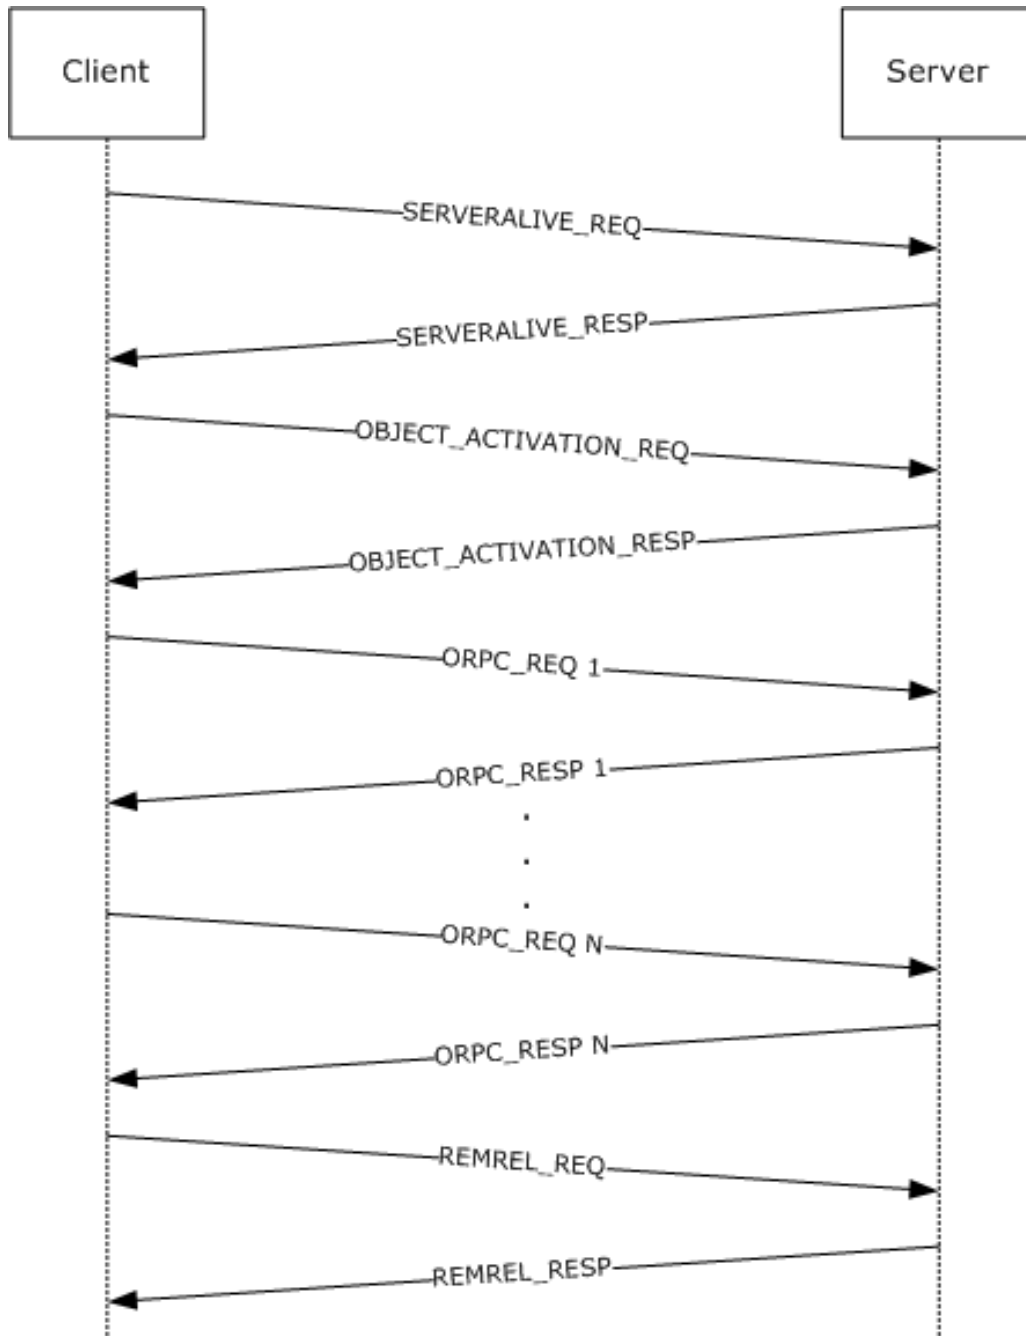 Client
Server
SERVERALIVE_REQ
SERVERALIVE_RESP
OBJECT_ACTIVATION_REQ
OBJECT_ACTIVATION_RESP
ORPC_REQ 1
ORPC_RESP 1
.
.
.
ORPC_REQ N
ORPC_RESP N
REMREL_REQ
REMREL_RESP